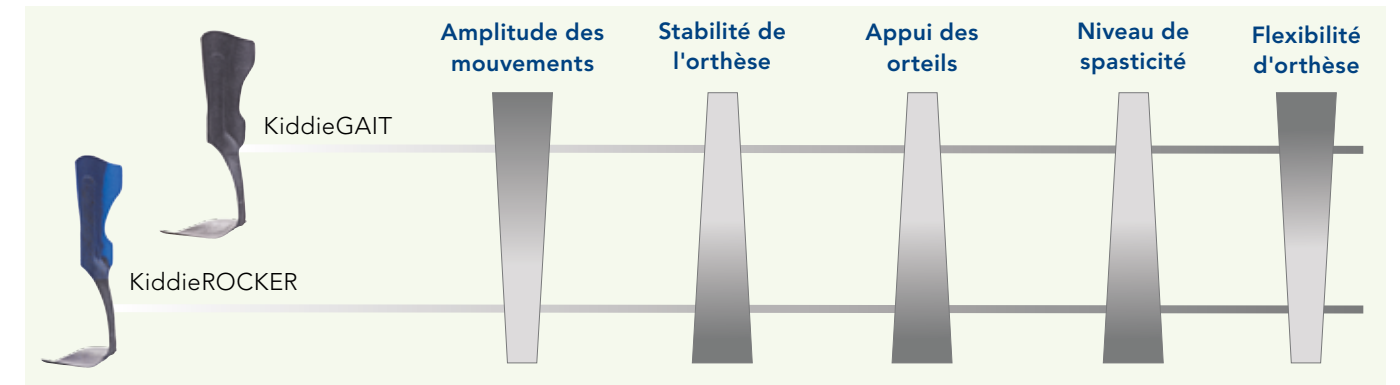 Amplitude des
mouvements
Stabilité de
l'orthèse
Appui des
orteils
Niveau de
spasticité
Flexibilité
d'orthèse
KiddieGAIT
KiddieROCKER